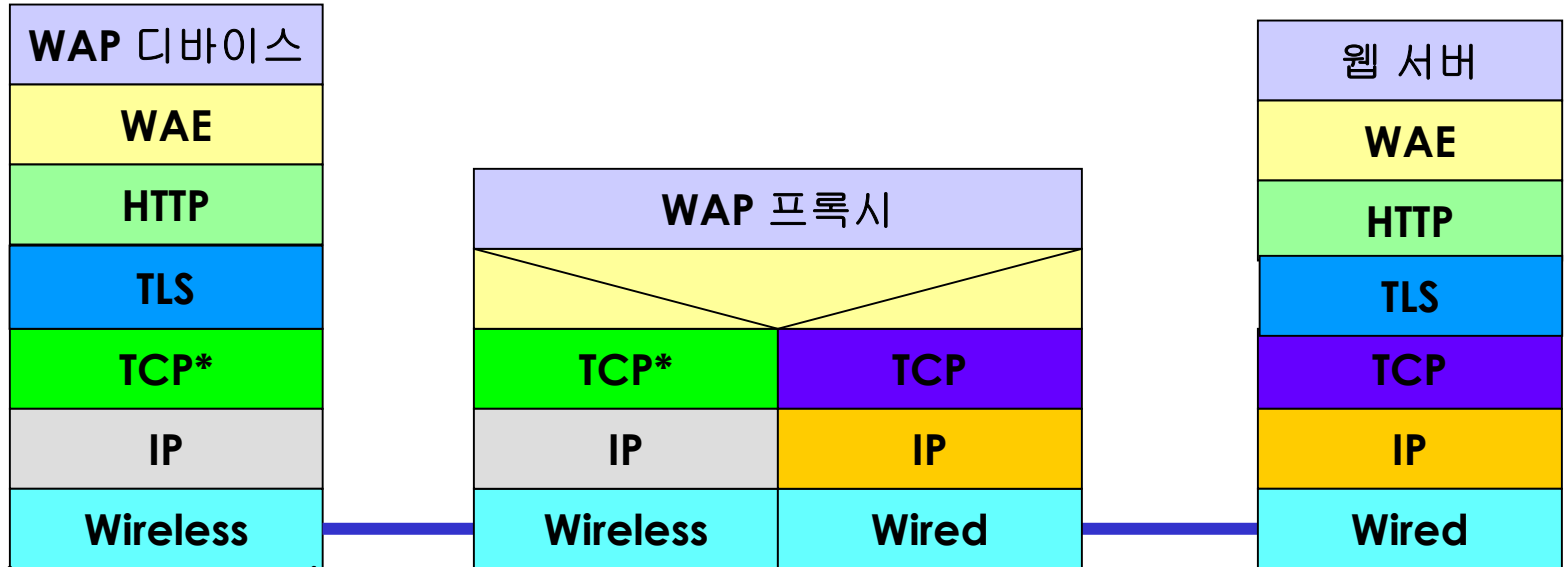 WAP 디바이스
WAE
HTTP
TLS
TCP*
IP
Wireless
WAP 프록시
TCP*
TCP
IP
IP
Wireless
Wired
웹 서버
WAE
HTTP
TLS
TCP
IP
Wired